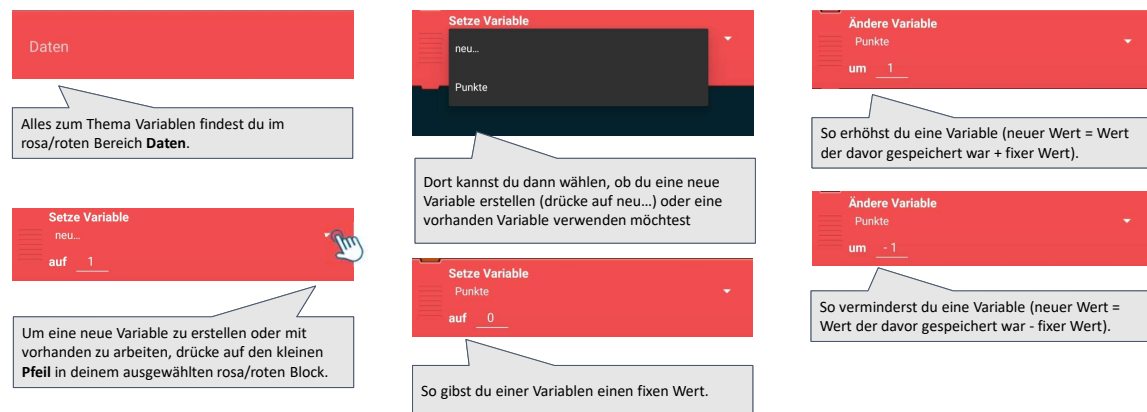 Daten
Alles zum Thema Variablen findest du im
rosa/roten Bereich Daten.
Setze Variable
neu...
auf 1
Um eine neue Variable zu erstellen oder mit
vorhanden zu arbeiten, drücke auf den kleinen
Pfeil in deinem ausgewählten rosa/roten Block.
Setze Variable
neu...
Punkte
Dort kannst du dann wählen, ob du eine neue
Variable erstellen (drücke auf neu...) oder eine
vorhanden Variable verwenden möchtest
Setze Variable
Punkte
auf 0
So gibst du einer Variablen einen fixen Wert.
Ändere Variable
Punkte
um 1
So erhöhst du eine Variable (neuer Wert = Wert
der davor gespeichert war + fixer Wert).
Ändere Variable
Punkte
um - 1
So verminderst du eine Variable (neuer Wert =
Wert der davor gespeichert war - fixer Wert).